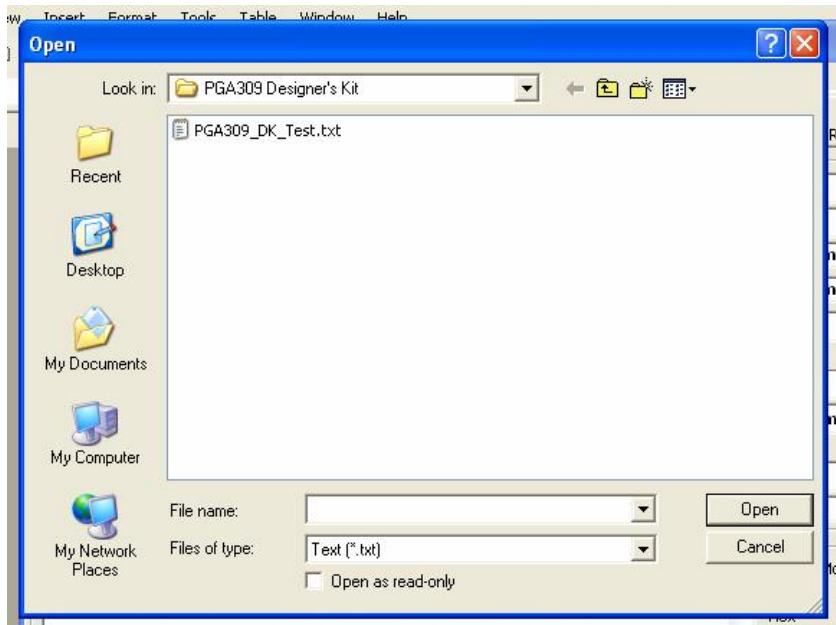 Insert Format Tools Table Window Help
Open
Look in: PGA309 Designer's Kit
PGA309_DK_Test.txt
Recent
Desktop
My Documents
My Computer
My Network
Places
File name:
Open
Files of type: Text (*.txt)
Cancel
Open as read-only